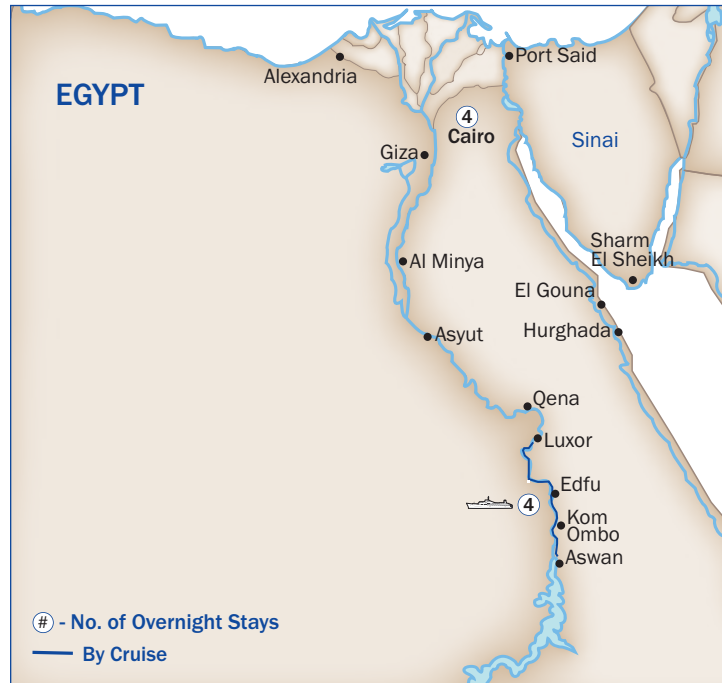 Alexandria
Port Said
EGYPT
4
Cairo
Sinai
Giza
Sharm
El Sheikh
Al Minya
El Gouna
Hurghada
Asyut
Qena
Luxor
Edfu
4
Kom
Ombo
Aswan
# - No. of Overnight Stays
By Cruise